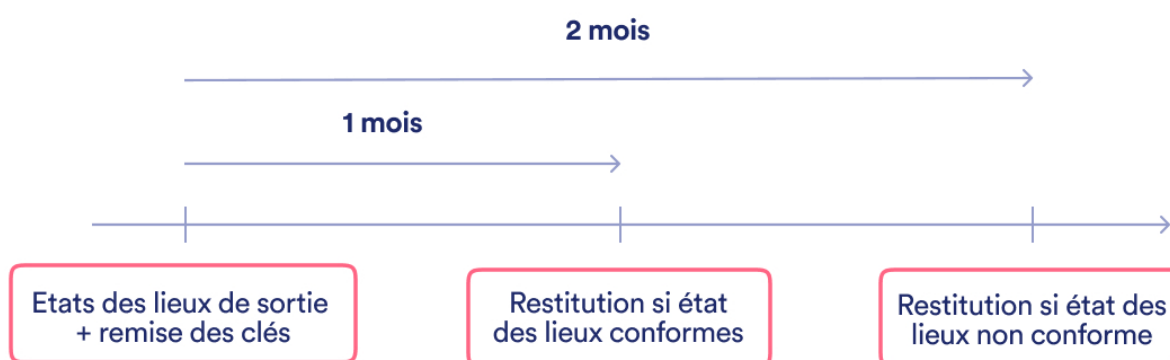 2 mois
1 mois
Etats des lieux de sortie
+ remise des clés
Restitution si état
des lieux conformes
Restitution si état des
lieux non conforme